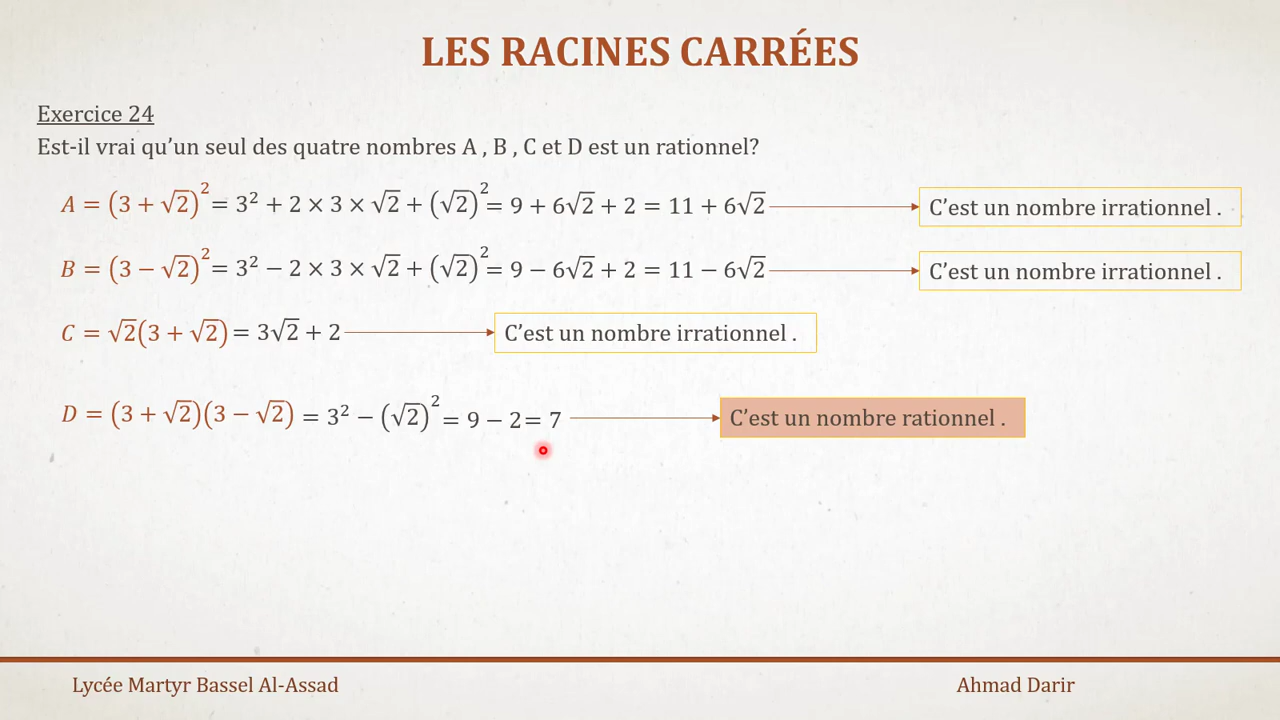 LES RACINES CARRÉES
Exercice 24
Est-il vrai qu'un seul des quatre nombres A , B , C et D est un rationnel?
A = (3 + √2)² = 3² + 2 × 3 × √2 + (√2)² = 9 + 6√2 + 2 = 11 + 6√2 C'est un nombre irrationnel .
B = (3 − √2)² = 3² − 2 × 3 × √2 + (√2)² = 9 − 6√2 + 2 = 11 − 6√2 C'est un nombre irrationnel .
C = √2(3 + √2) = 3√2 + 2 C'est un nombre irrationnel .
D = (3 + √2)(3 − √2) = 3² − (√2)² = 9 − 2 = 7 C'est un nombre rationnel .
Lycée Martyr Bassel Al-Assad Ahmad Darir